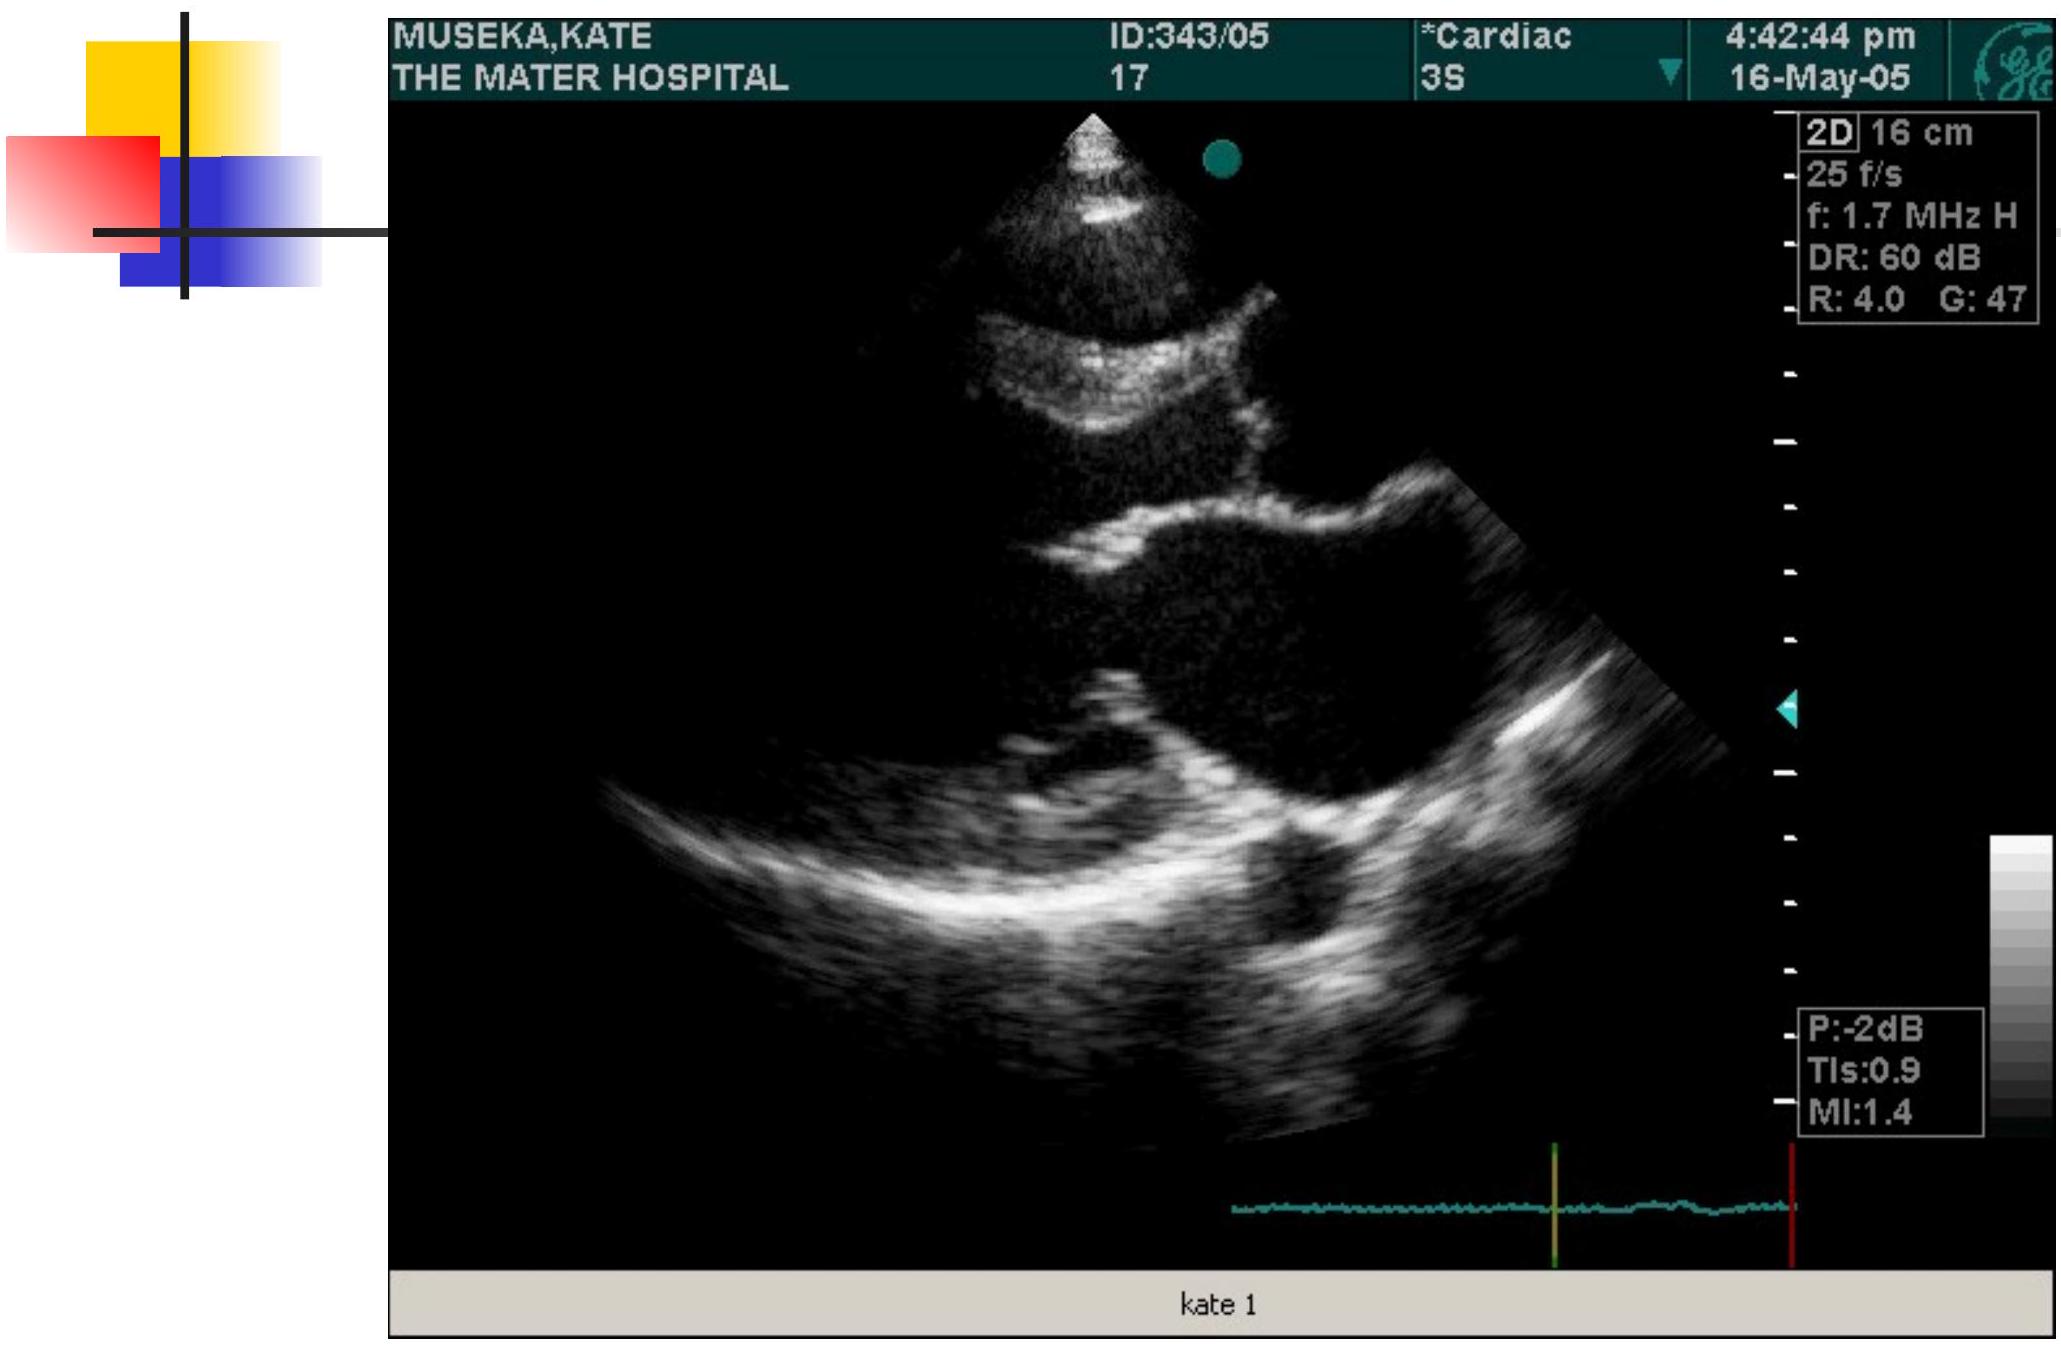 MUSEKA,KATE ID:343/05 *Cardiac 4:42:44 pm
THE MATER HOSPITAL 17 3S 16-May-05
2D 16 cm
25 f/s
f: 1.7 MHz H
DR: 60 dB
R: 4.0 G: 47
P:-2dB
TIs:0.9
MI:1.4
kate 1